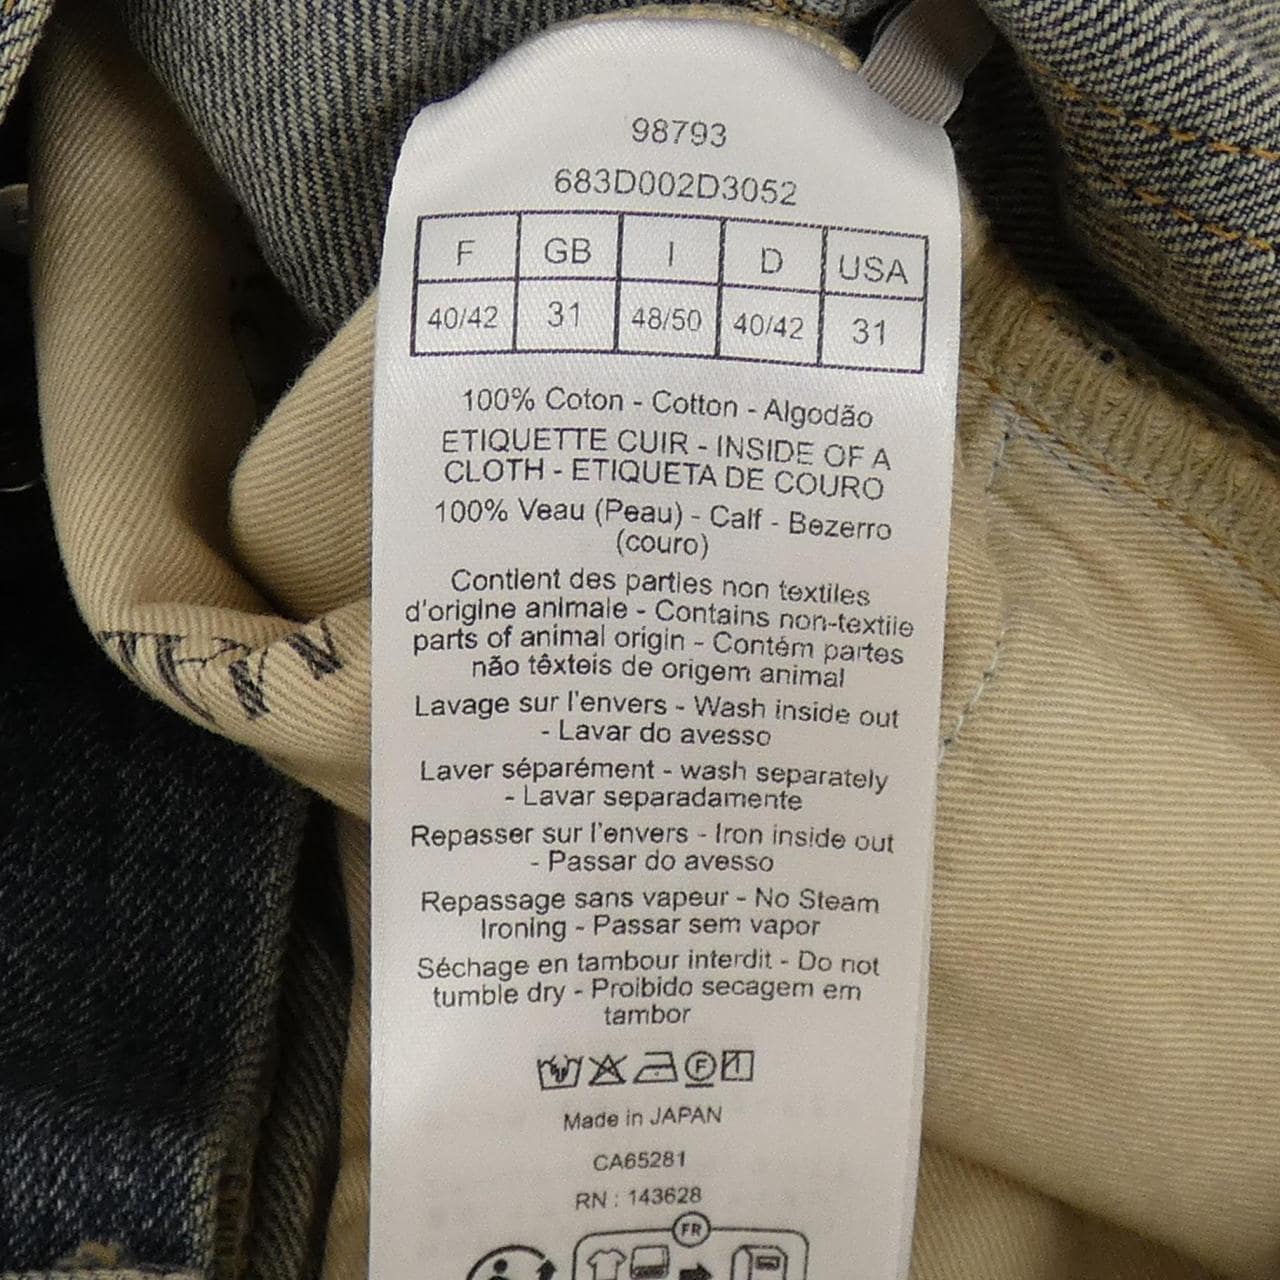 98793
683D002D3052
F GB I D USA
40/42 31 48/50 40/42 31
100% Coton - Cotton - Algodão
ETIQUETTE CUIR - INSIDE OF A
CLOTH - ETIQUETA DE COURO
100% Veau (Peau) - Calf - Bezerro
(couro)
Contient des parties non textiles
d'origine animale - Contains non-textile
parts of animal origin - Contém partes
não têxteis de origem animal
Lavage sur l'envers - Wash inside out
- Lavar do avesso
Laver séparément - wash separately
- Lavar separadamente
Repasser sur l'envers - Iron inside out
- Passar do avesso
Repassage sans vapeur - No Steam
Ironing - Passar sem vapor
Séchage en tambour interdit - Do not
tumble dry - Proibido secagem em
tambor
F
Made in JAPAN
CA65281
RN : 143628
FR